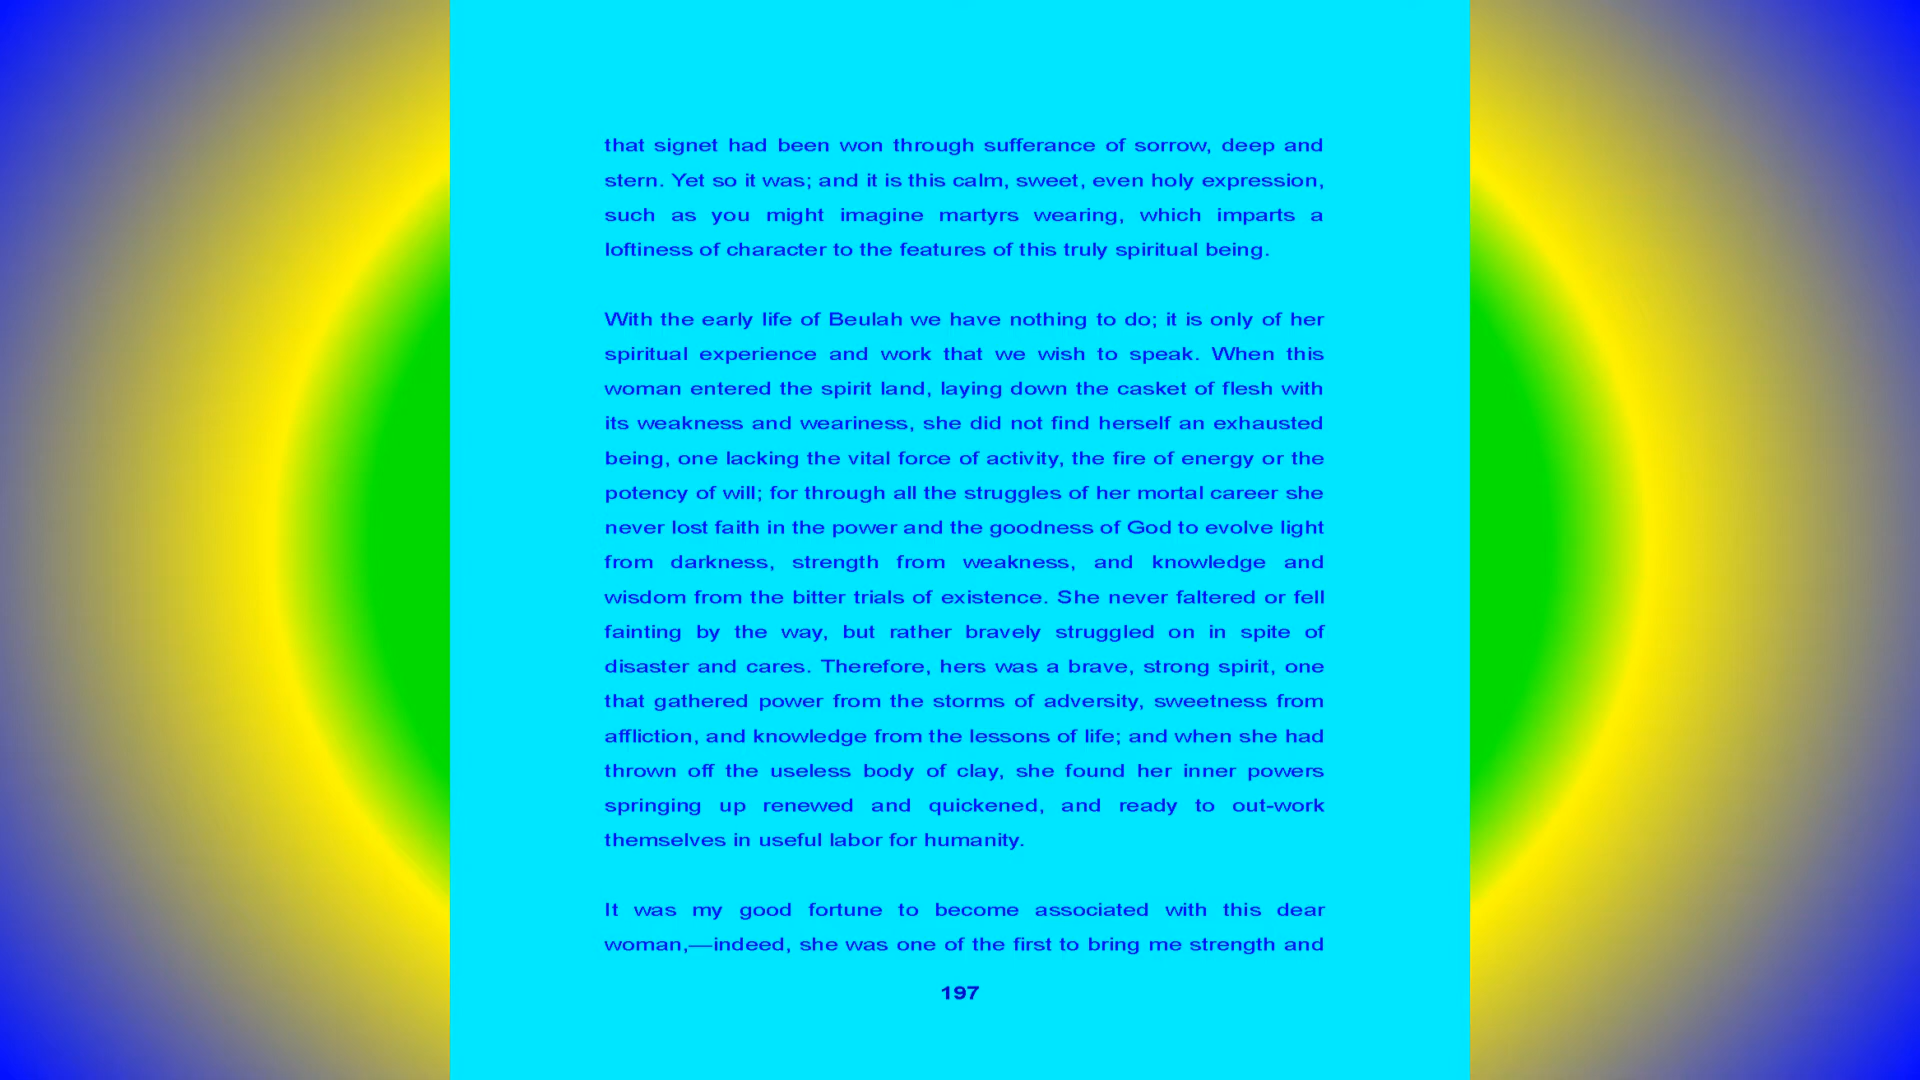 that signet had been won through sufferance of sorrow, deep and
stern. Yet so it was; and it is this calm, sweet, even holy expression,
such as you might imagine martyrs wearing, which imparts a
loftiness of character to the features of this truly spiritual being.
With the early life of Beulah we have nothing to do; it is only of her
spiritual experience and work that we wish to speak. When this
woman entered the spirit land, laying down the casket of flesh with
its weakness and weariness, she did not find herself an exhausted
being, one lacking the vital force of activity, the fire of energy or the
potency of will; for through all the struggles of her mortal career she
never lost faith in the power and the goodness of God to evolve light
from darkness, strength from weakness, and knowledge and
wisdom from the bitter trials of existence. She never faltered or fell
fainting by the way, but rather bravely struggled on in spite of
disaster and cares. Therefore, hers was a brave, strong spirit, one
that gathered power from the storms of adversity, sweetness from
affliction, and knowledge from the lessons of life; and when she had
thrown off the useless body of clay, she found her inner powers
springing up renewed and quickened, and ready to out-work
themselves in useful labor for humanity.
It was my good fortune to become associated with this dear
woman,—indeed, she was one of the first to bring me strength and
197